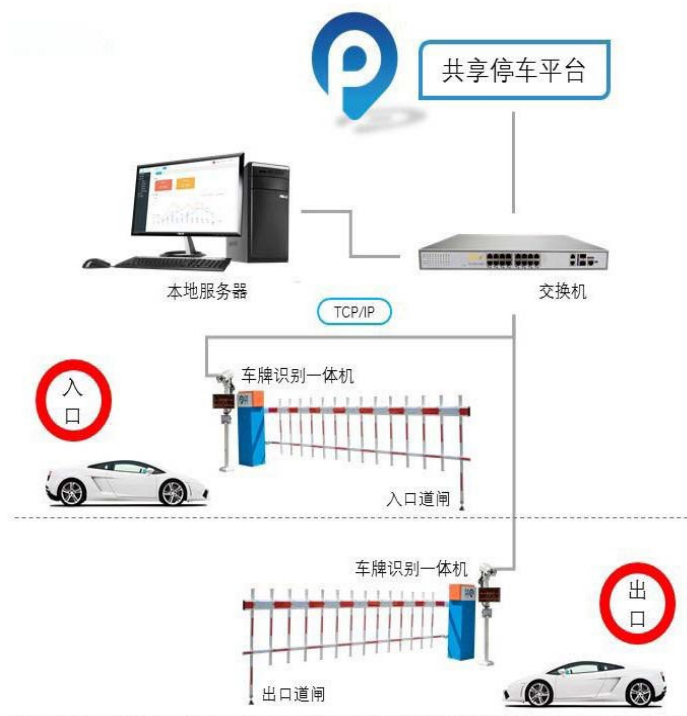 P
共享停车平台
本地服务器
交换机
TCP/IP
车牌识别一体机
入
口
入口道闸
车牌识别一体机
出
口
出口道闸